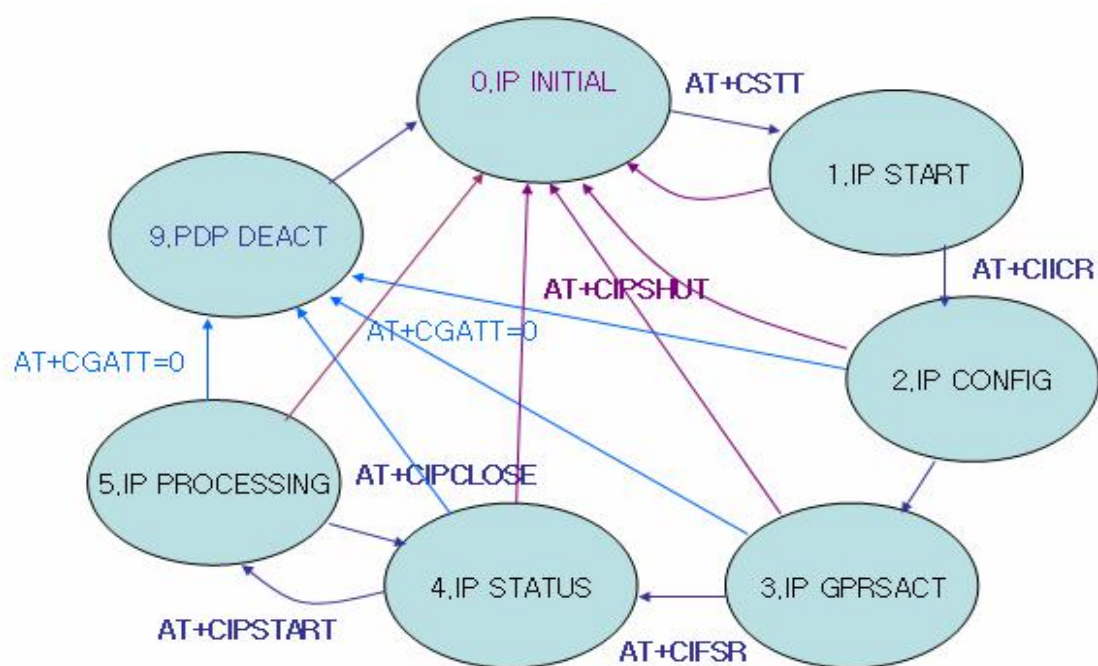 0,IP INITIAL
AT+CSTT
1,IP START
9,PDP DEACT
AT+CIICR
AT+CIPSHUT
AT+CGATT=0
AT+CGATT=0
2,IP CONFIG
5,IP PROCESSING
AT+CIPCLOSE
4,IP STATUS
3,IP GPRSACT
AT+CIPSTART
AT+CIFSR